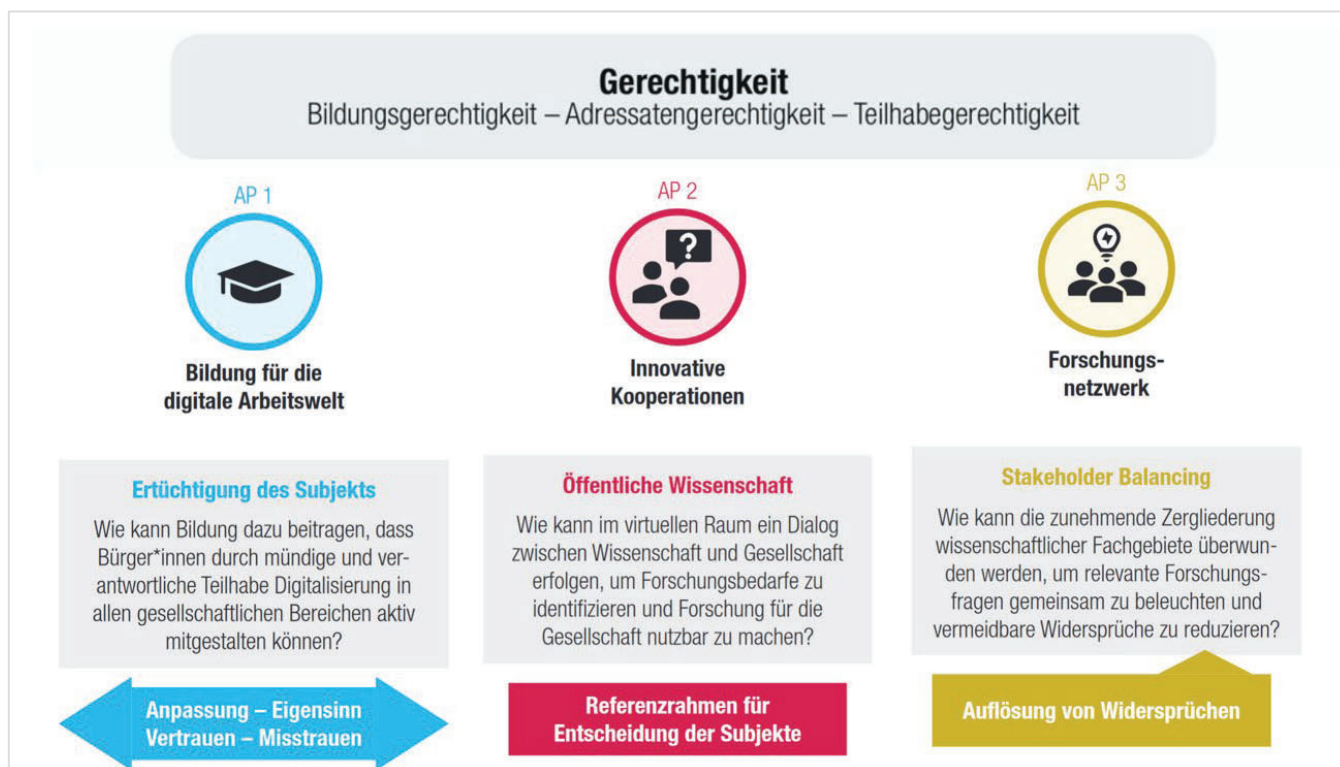 Gerechtigkeit
Bildungsgerechtigkeit – Adressatengerechtigkeit – Teilhabegerechtigkeit
AP 1
Bildung für die
digitale Arbeitswelt
Ertüchtigung des Subjekts
Wie kann Bildung dazu beitragen, dass
Bürger*innen durch mündige und ver-
antwortliche Teilhabe Digitalisierung in
allen gesellschaftlichen Bereichen aktiv
mitgestalten können?
Anpassung – Eigensinn
Vertrauen – Misstrauen
AP 2
?
Innovative
Kooperationen
Öffentliche Wissenschaft
Wie kann im virtuellen Raum ein Dialog
zwischen Wissenschaft und Gesellschaft
erfolgen, um Forschungsbedarfe zu
identifizieren und Forschung für die
Gesellschaft nutzbar zu machen?
Referenzrahmen für
Entscheidung der Subjekte
AP 3
Forschungs-
netzwerk
Stakeholder Balancing
Wie kann die zunehmende Zergliederung
wissenschaftlicher Fachgebiete überwun-
den werden, um relevante Forschungs-
fragen gemeinsam zu beleuchten und
vermeidbare Widersprüche zu reduzieren?
Auflösung von Widersprüchen